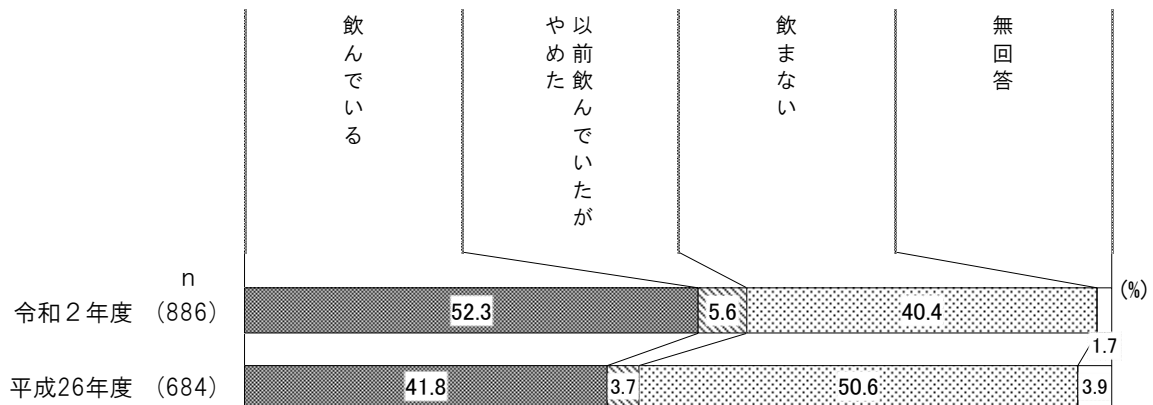 飲んでいる
以前飲んでいたが
やめた
飲まない
無回答
n
(%)
令和２年度 (886)
52.3
5.6
40.4
1.7
平成26年度 (684)
41.8
3.7
50.6
3.9